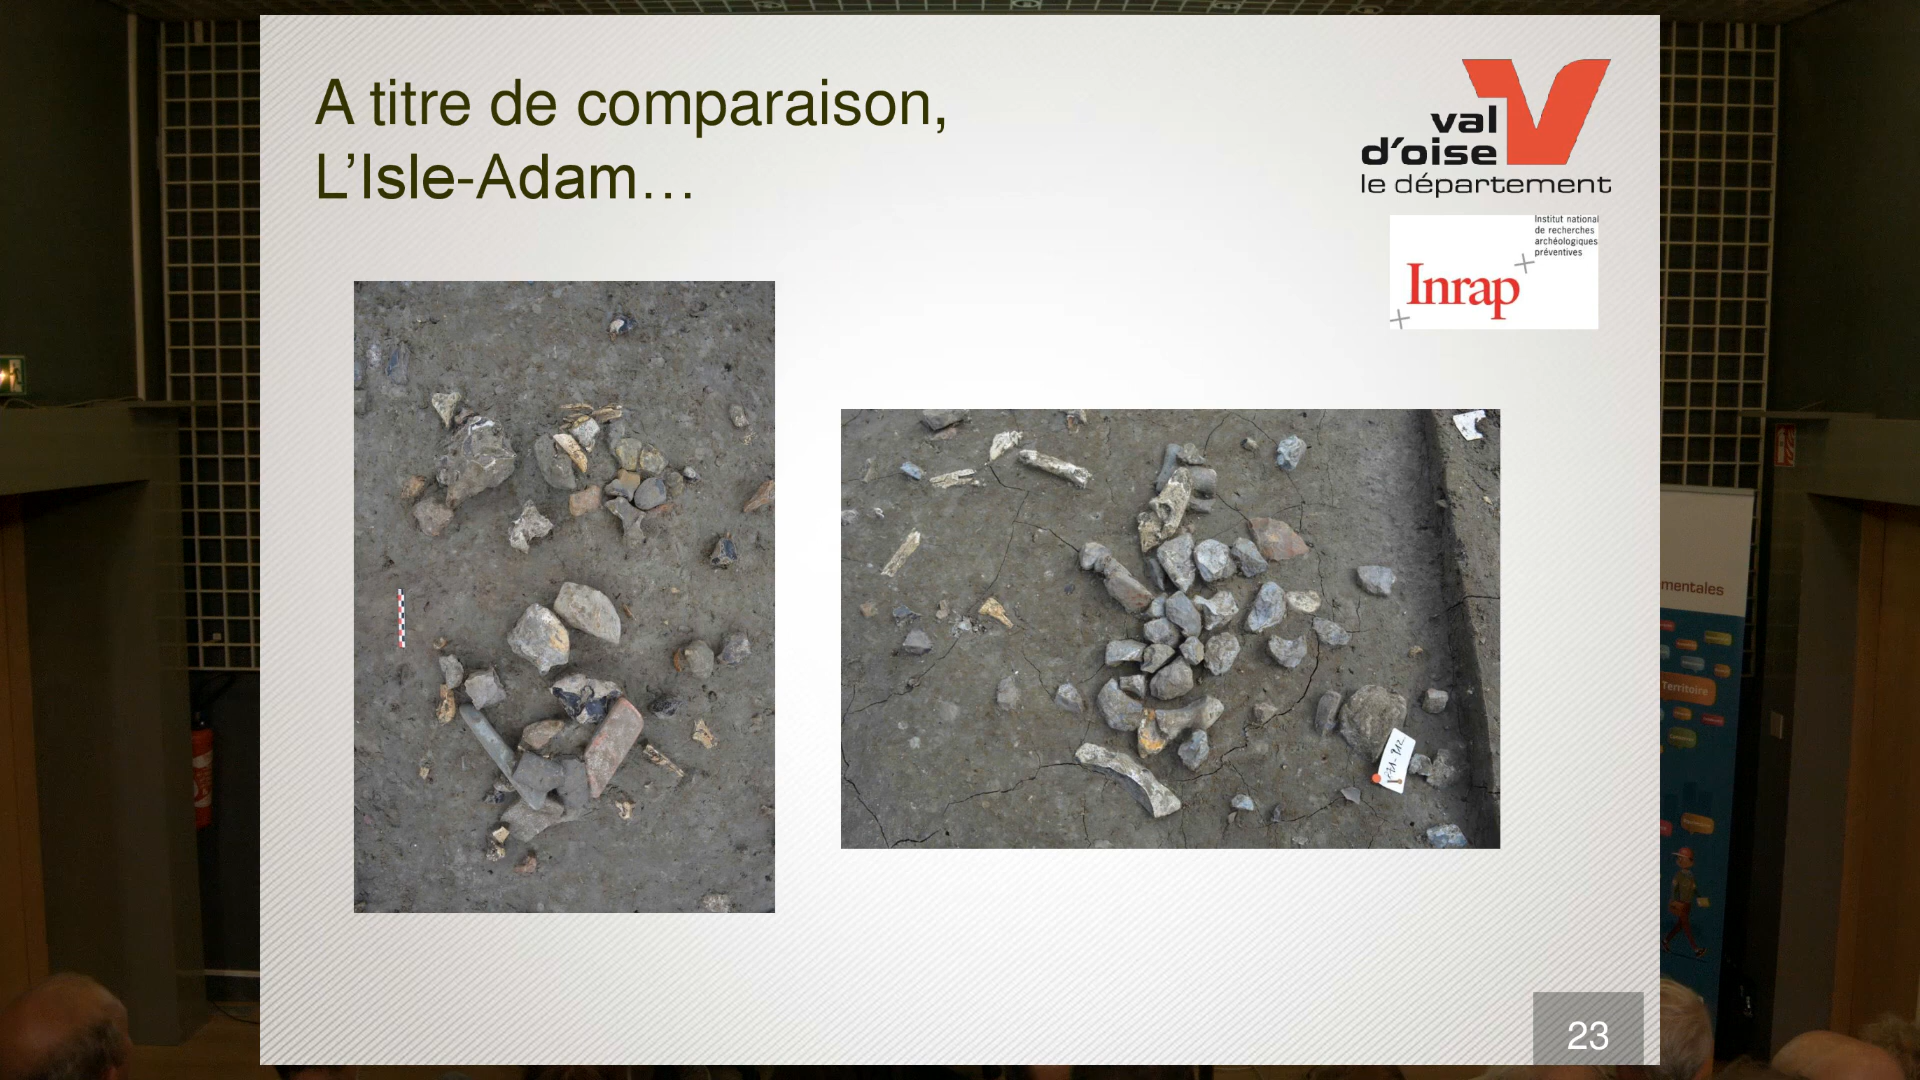 A titre de comparaison,
L’Isle-Adam…
val
d’oise
le département
Institut national
de recherches
archéologiques
préventives
Inrap
mentales
Territoire
23